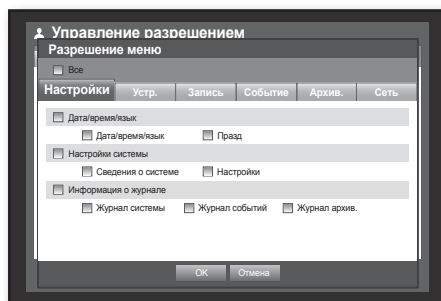 Управление разрешением
Разрешение меню
Все
Настройки Устр. Запись Событие Архив. Сеть
Дата/время/язык
Дата/время/язык Празд
Настройки системы
Сведения о системе Настройки
Информация о журнале
Журнал системы Журнал событий Журнал архив.
OK Отмена